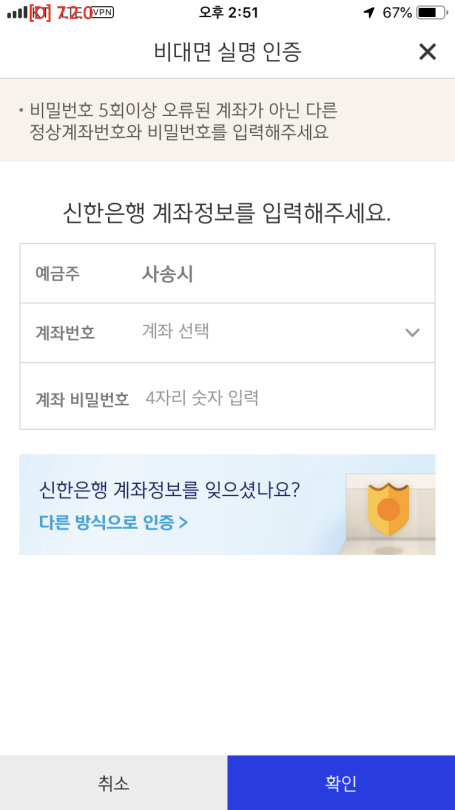 [D] 7.2.0 VPN 오후 2:51 67%
비대면 실명 인증
• 비밀번호 5회이상 오류된 계좌가 아닌 다른
정상계좌번호와 비밀번호를 입력해주세요
신한은행 계좌정보를 입력해주세요.
예금주 사송시
계좌번호 계좌 선택
계좌 비밀번호 4자리 숫자 입력
신한은행 계좌정보를 잊으셨나요?
다른 방식으로 인증 >
취소 확인